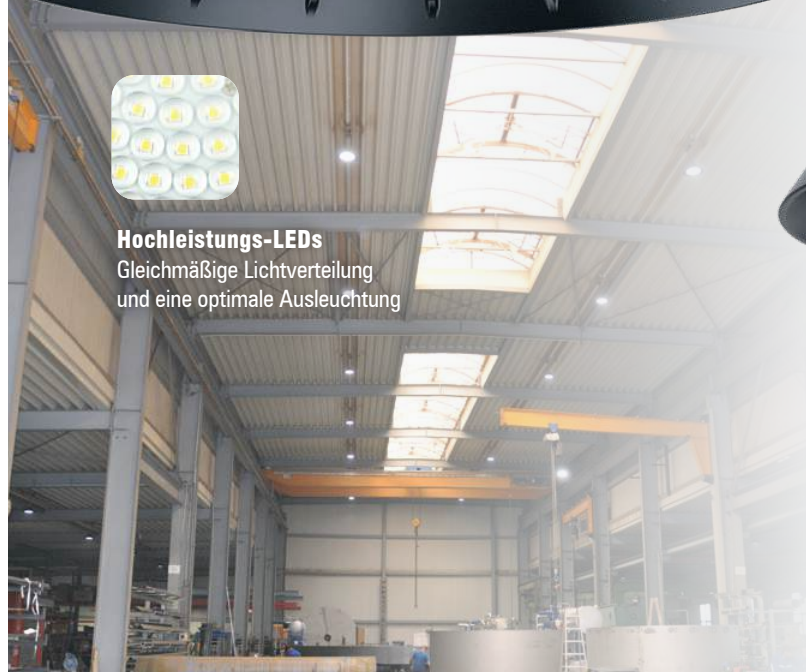 Hochleistungs-LEDs
Gleichmäßige Lichtverteilung
und eine optimale Ausleuchtung